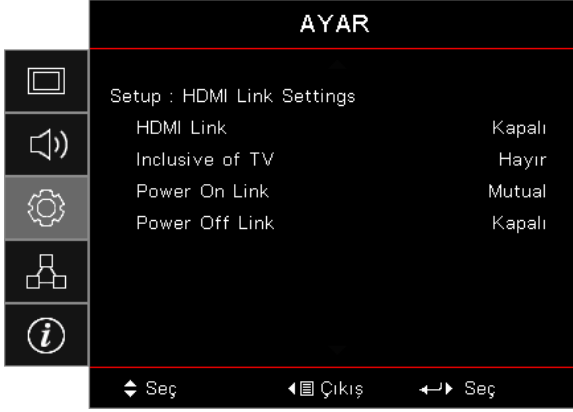 AYAR
Setup : HDMI Link Settings
HDMI Link Kapalı
Inclusive of TV Hayır
Power On Link Mutual
Power Off Link Kapalı
Seç Çıkış Seç